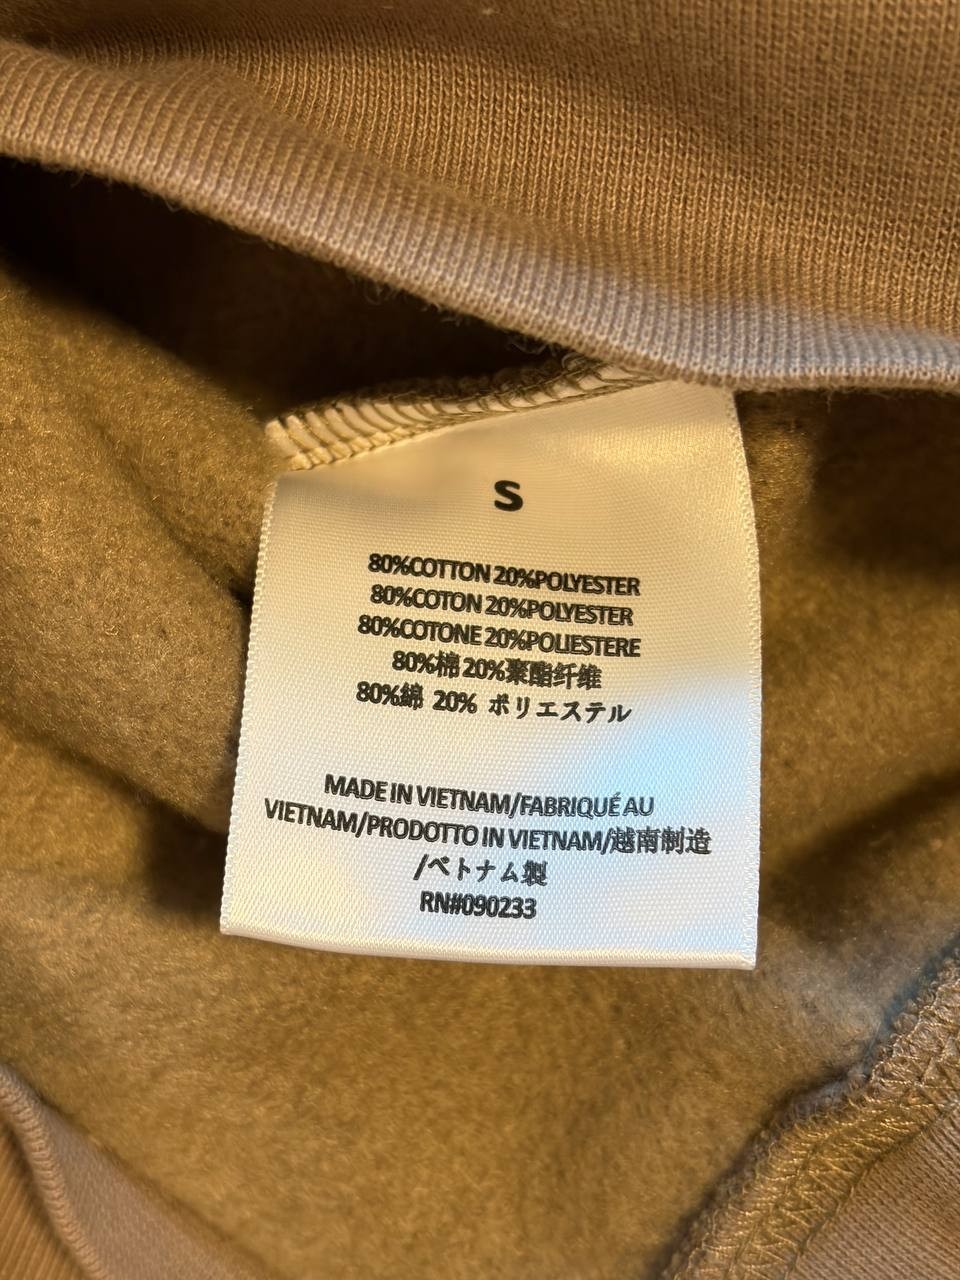 S
80%COTTON 20%POLYESTER
80%COTON 20%POLYESTER
80%COTONE 20%POLIESTERE
80%棉 20%聚酯纤维
80%綿 20% ポリエステル
MADE IN VIETNAM/FABRIQUÉ AU
VIETNAM/PRODOTTO IN VIETNAM/越南制造
/ベトナム製
RN#090233